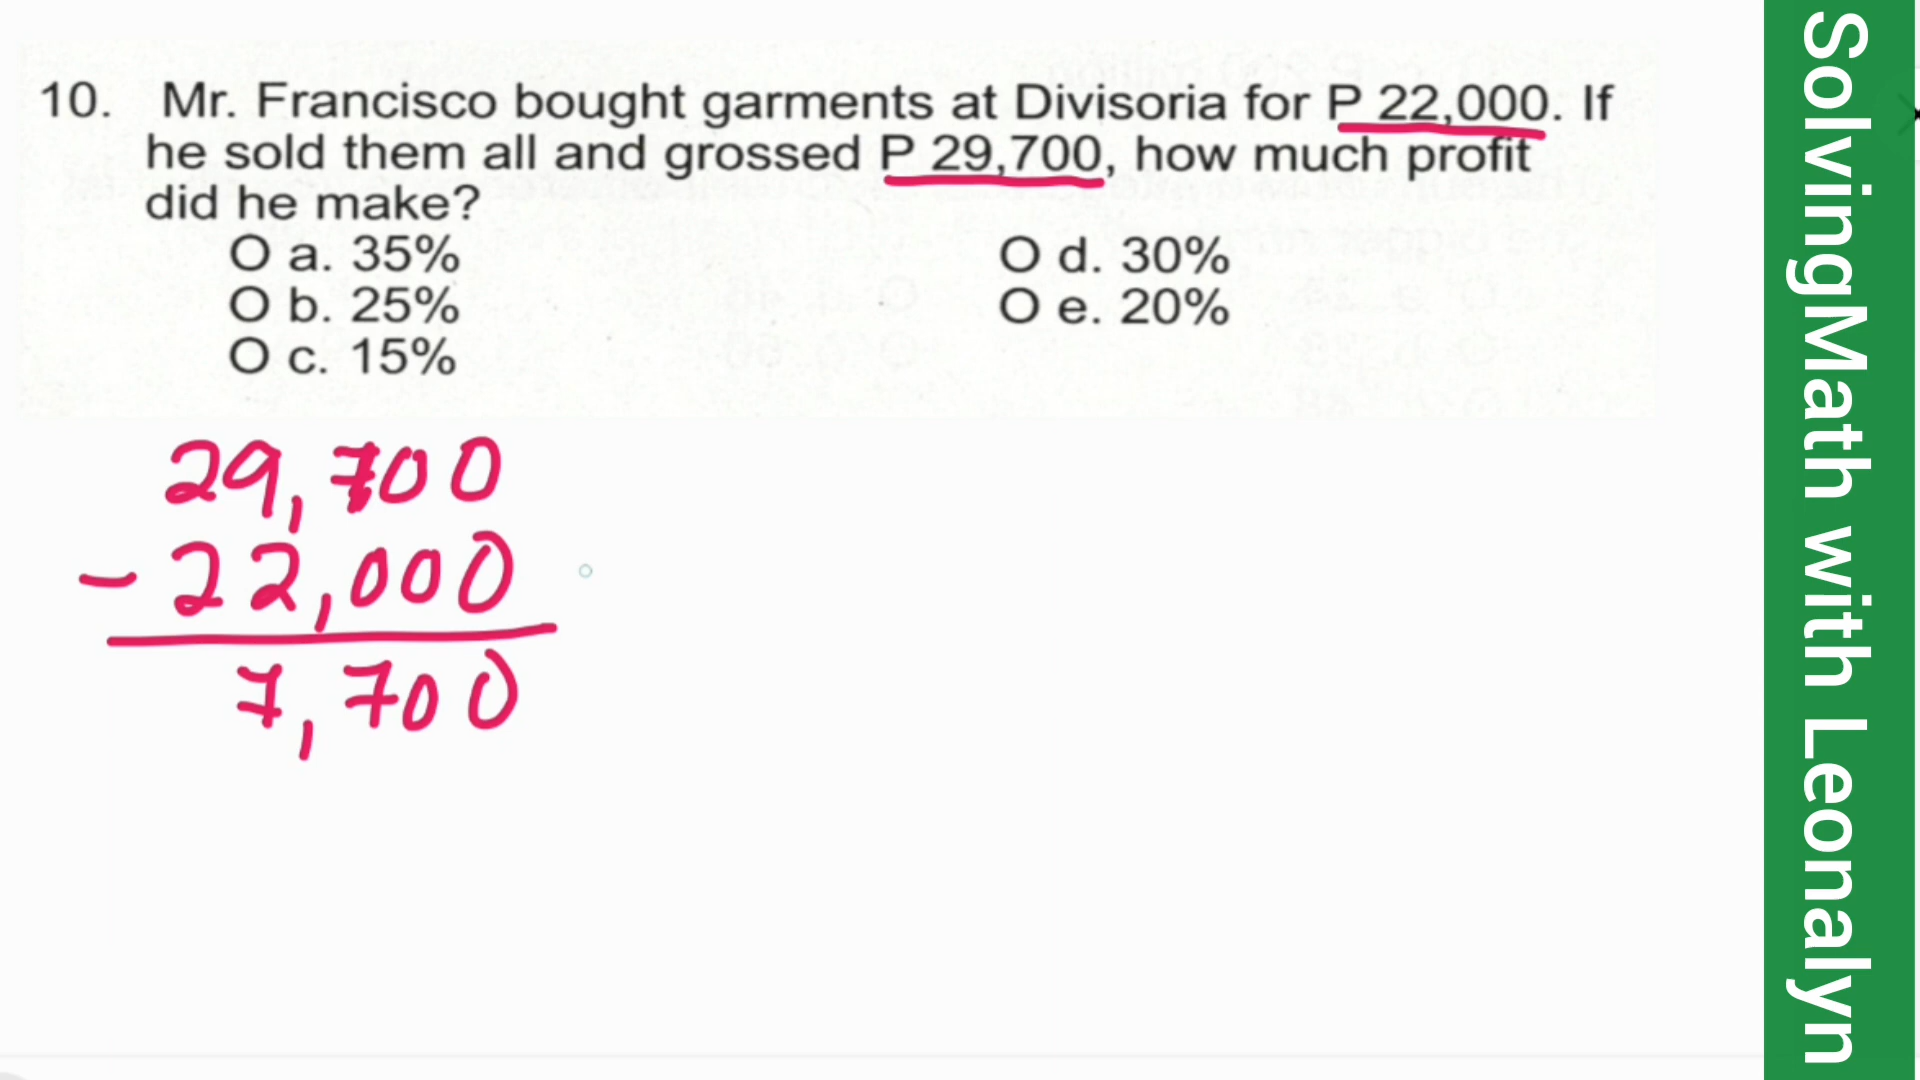 10. Mr. Francisco bought garments at Divisoria for P 22,000. If
he sold them all and grossed P 29,700, how much profit
did he make?
O a. 35%
O b. 25%
O c. 15%
O d. 30%
O e. 20%
29,700
- 22,000
7,700
SolvingMath with Leonalyn